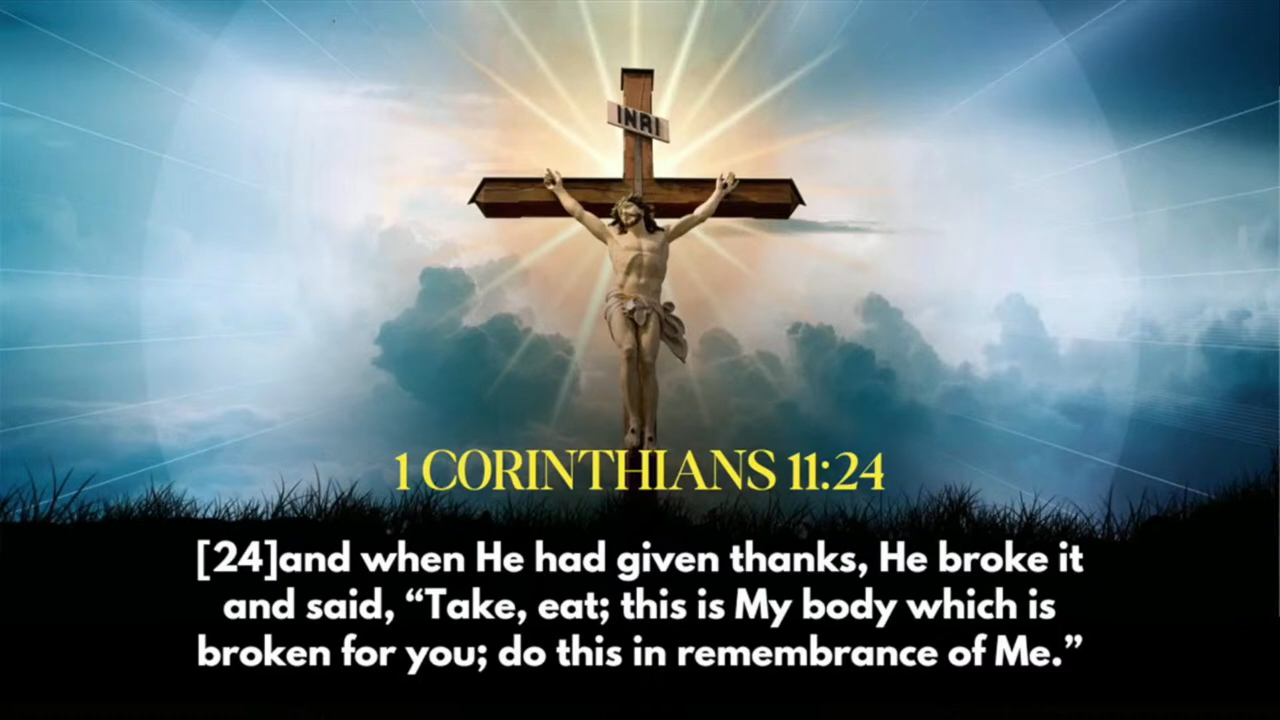 INRI
1 CORINTHIANS 11:24
[24]and when He had given thanks, He broke it
and said, “Take, eat; this is My body which is
broken for you; do this in remembrance of Me.”